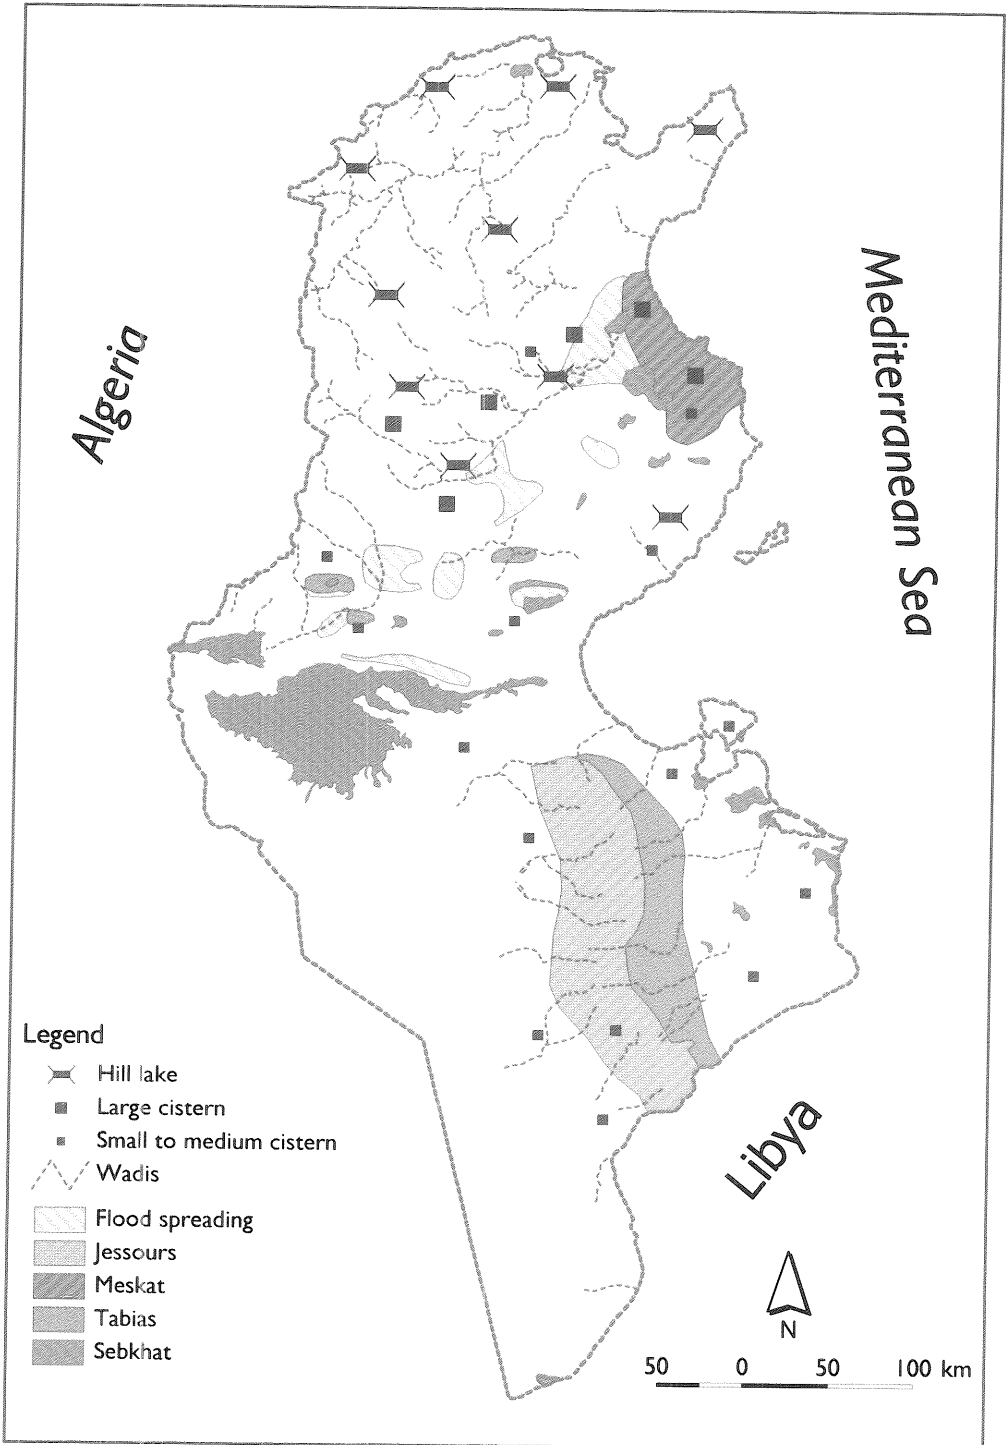 Algeria
Mediterranean Sea
Libya
Legend
Hill lake
Large cistern
Small to medium cistern
Wadis
Flood spreading
Jessours
Meskat
Tabias
Sebkhat
N
50 0 50 100 km